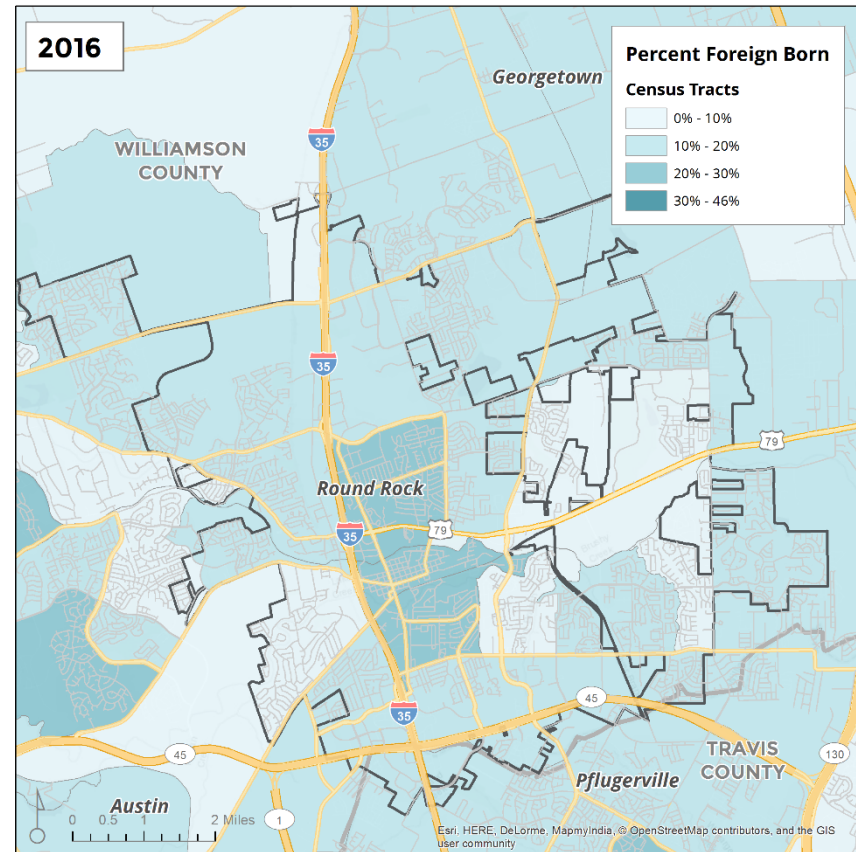 2016
Percent Foreign Born
Census Tracts
0% - 10%
10% - 20%
20% - 30%
30% - 46%
Georgetown
35
WILLIAMSON
COUNTY
35
79
Round Rock
79
35
35
45
45
TRAVIS
COUNTY
130
Pflugerville
Austin
1
0 0.5 1 2 Miles
Esri, HERE, DeLorme, MapmyIndia, © OpenStreetMap contributors, and the GIS
user community